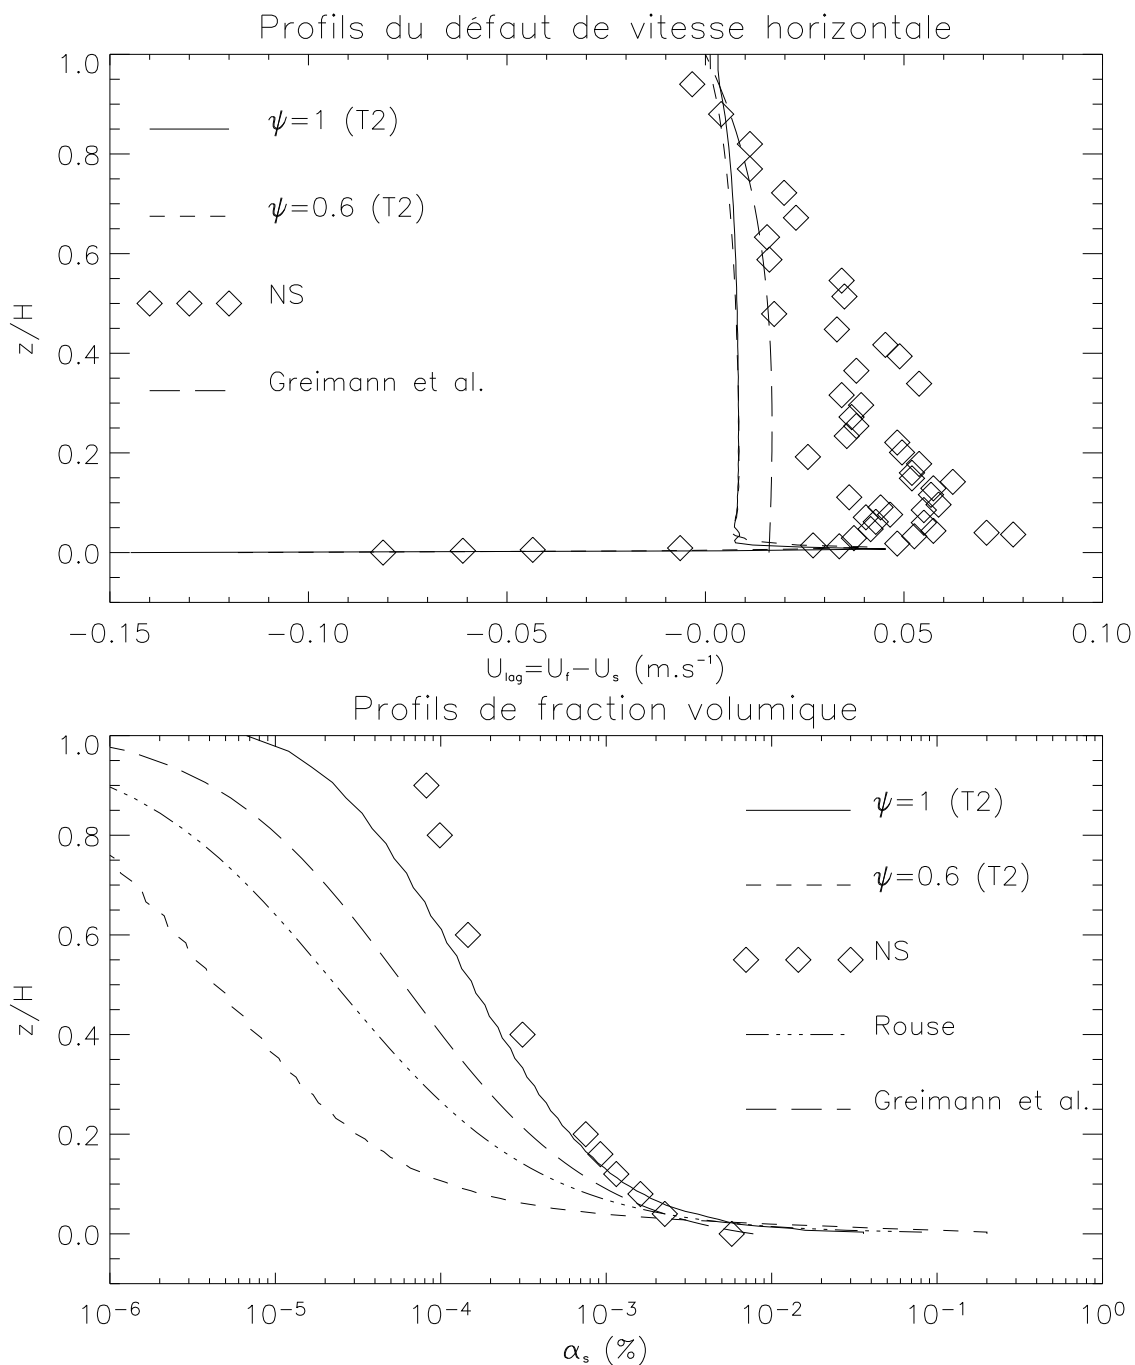 Profils du défaut de vitesse horizontale
1.0
0.8
0.6
0.4
0.2
0.0
z/H
ψ=1 (T2)
ψ=0.6 (T2)
NS
Greimann et al.
−0.15 −0.10 −0.05 −0.00 0.05 0.10
U_lag=U_f−U_s (m.s⁻¹)
Profils de fraction volumique
1.0
0.8
0.6
0.4
0.2
0.0
z/H
ψ=1 (T2)
ψ=0.6 (T2)
NS
Rouse
Greimann et al.
10⁻⁶ 10⁻⁵ 10⁻⁴ 10⁻³ 10⁻² 10⁻¹ 10⁰
α_s (%)